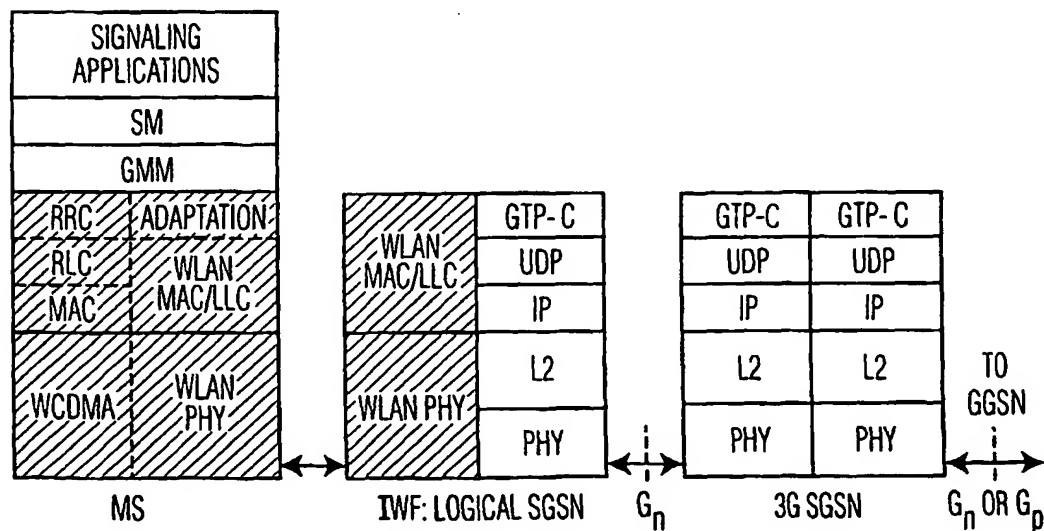 SIGNALING
APPLICATIONS
SM
GMM
RRC
ADAPTATION
RLC
WLAN
MAC/LLC
MAC
WCDMA
WLAN
PHY
MS
WLAN
MAC/LLC
WLAN PHY
GTP-C
UDP
IP
L2
PHY
IWF: LOGICAL SGSN
Gn
GTP-C
GTP-C
UDP
UDP
IP
IP
L2
L2
PHY
PHY
3G SGSN
TO
GGSN
Gn OR Gp